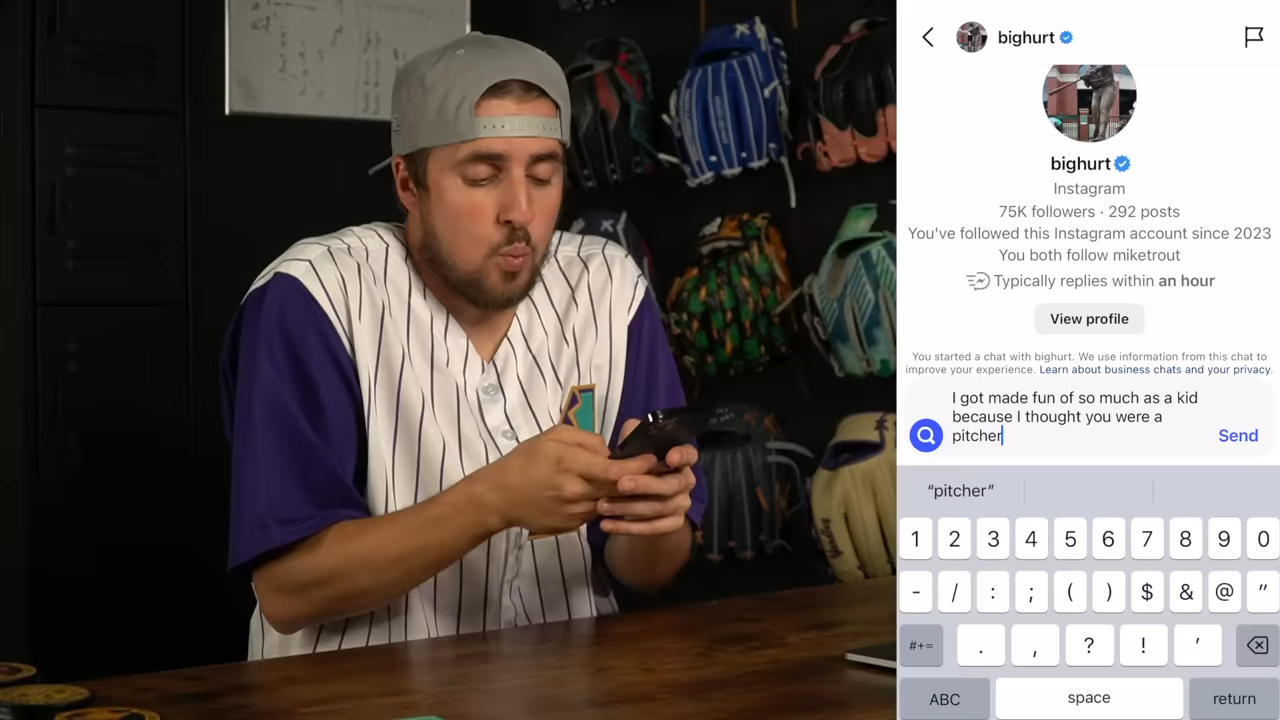 bighurt
bighurt
Instagram
75K followers · 292 posts
You've followed this Instagram account since 2023
You both follow miketrout
Typically replies within an hour
View profile
You started a chat with bighurt. We use information from this chat to
improve your experience. Learn about business chats and your privacy.
I got made fun of so much as a kid
because I thought you were a
pitcher
Send
“pitcher”
1 2 3 4 5 6 7 8 9 0
- / : ; ( ) $ & @ "
#+= . , ? ! '
ABC space return